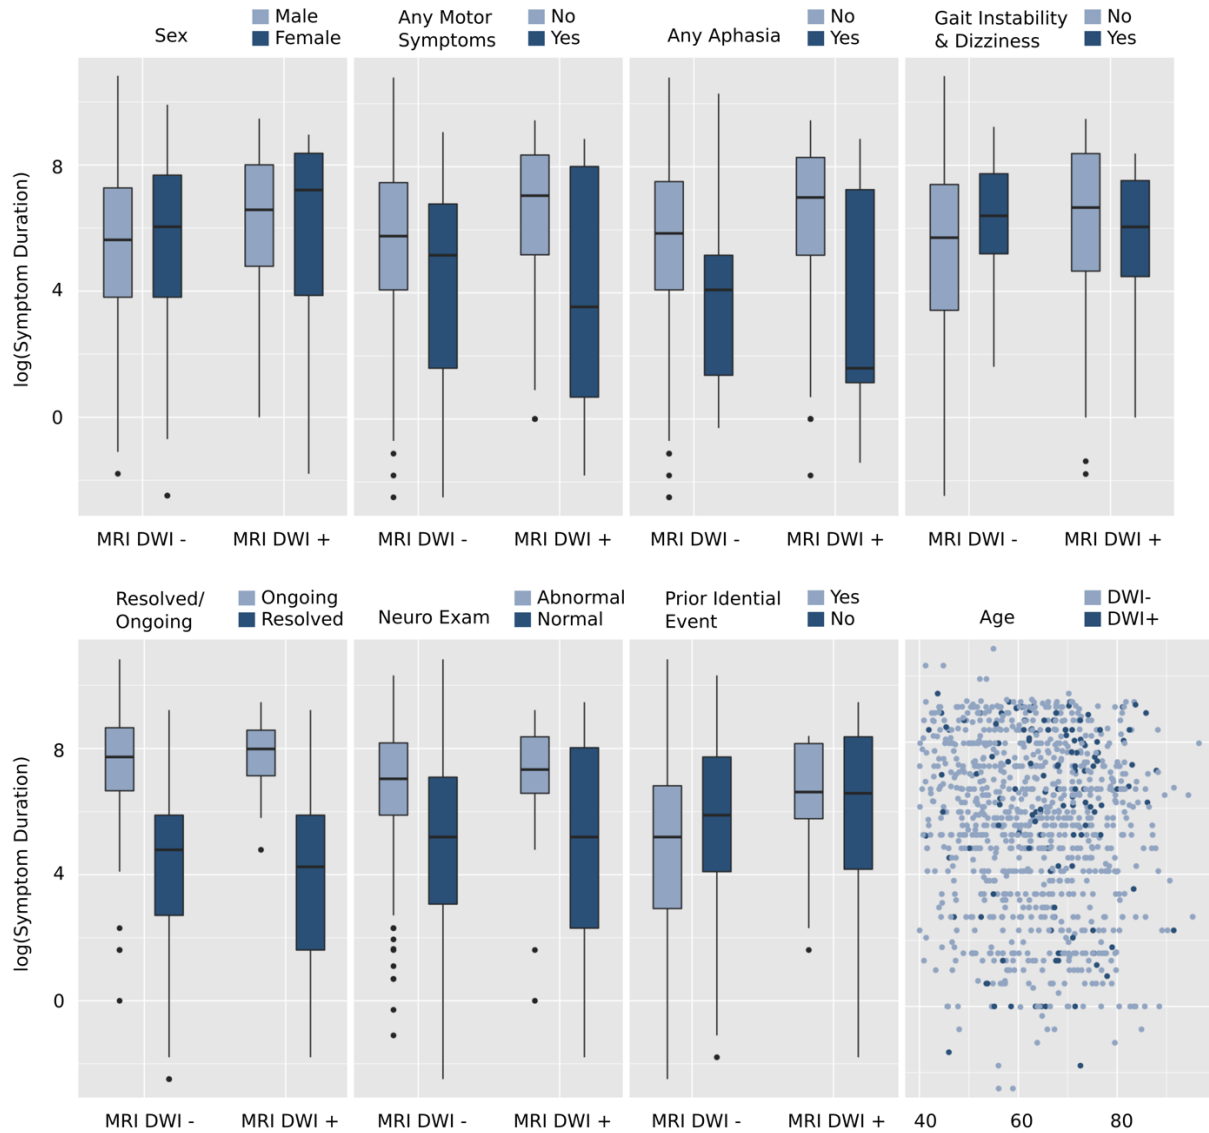 Sex
Male
Female
Any Motor
Symptoms
No
Yes
Any Aphasia
No
Yes
Gait Instability
& Dizziness
No
Yes
log(Symptom Duration)
8
4
0
MRI DWI - MRI DWI +
MRI DWI - MRI DWI +
MRI DWI - MRI DWI +
MRI DWI - MRI DWI +
Resolved/
Ongoing
Ongoing
Resolved
Neuro Exam
Abnormal
Normal
Prior Idential
Event
Yes
No
Age
DWI-
DWI+
log(Symptom Duration)
8
4
0
MRI DWI - MRI DWI +
MRI DWI - MRI DWI +
MRI DWI - MRI DWI +
40 60 80